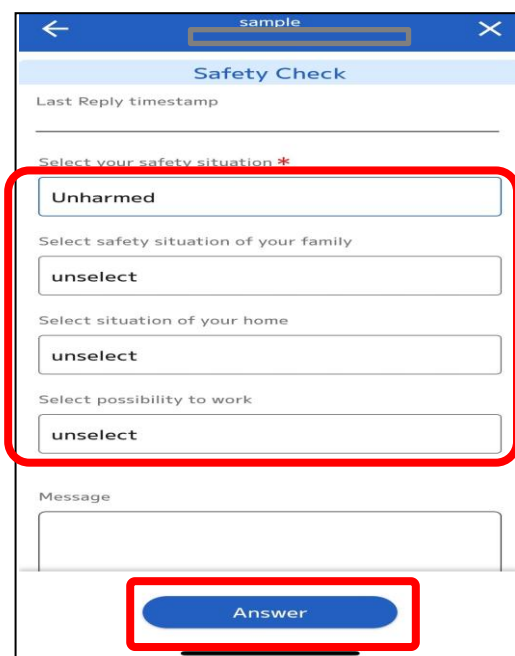 sample
Safety Check
Last Reply timestamp
Select your safety situation *
Unharmed
Select safety situation of your family
unselect
Select situation of your home
unselect
Select possibility to work
unselect
Message
Answer